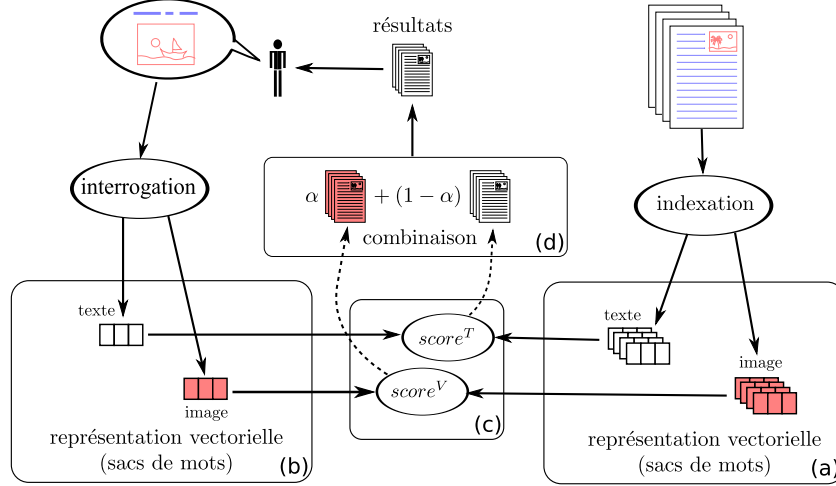 résultats
interrogation
indexation
α + (1 − α)
combinaison
(d)
texte
texte
score^T
image
score^V
image
représentation vectorielle
(sacs de mots)
(b)
(c)
représentation vectorielle
(sacs de mots)
(a)